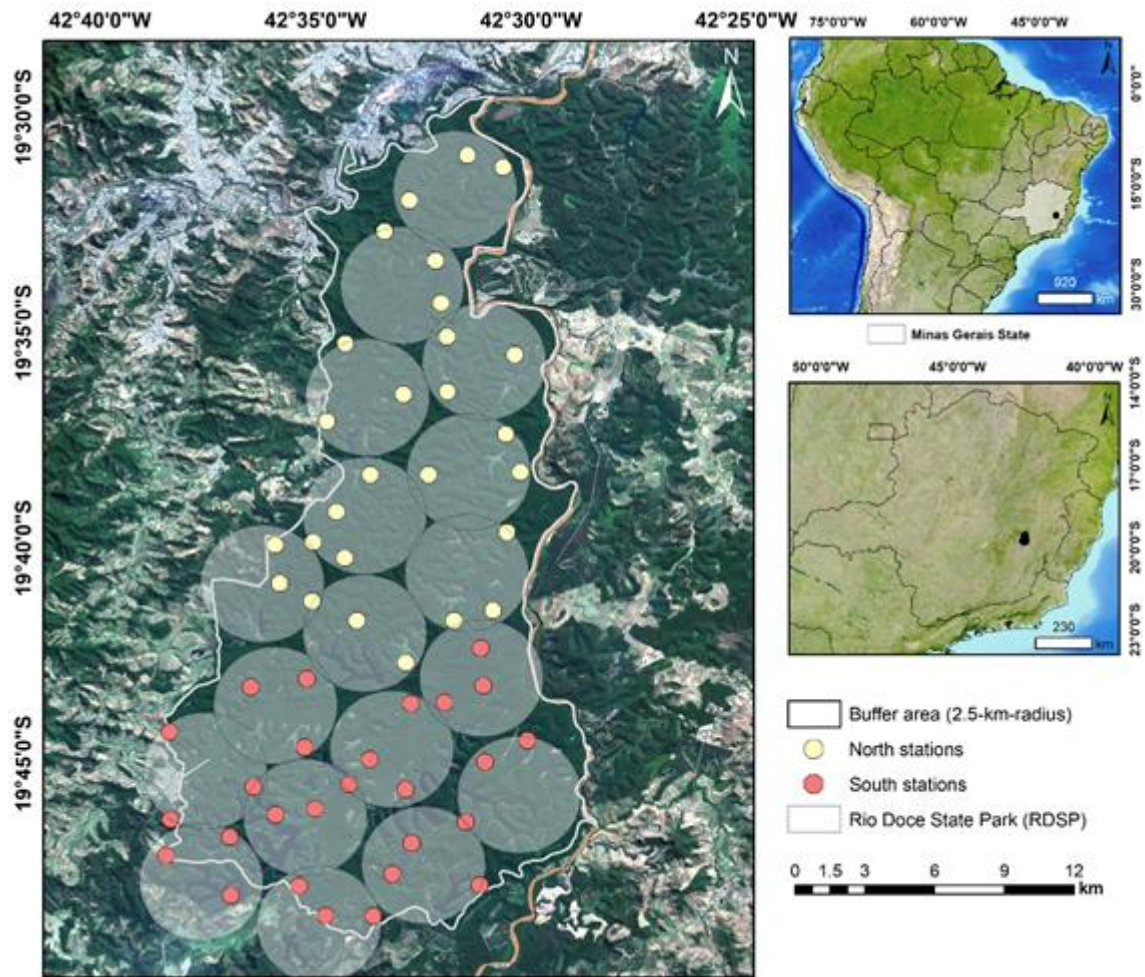 42°40'0"W 42°35'0"W 42°30'0"W 42°25'0"W
N
19°30'0"S
19°35'0"S
19°40'0"S
19°45'0"S
75°0'0"W 60°0'0"W 45°0'0"W
N
0°0'0"
15°0'0"S
30°0'0"S
920
km
Minas Gerais State
50°0'0"W 45°0'0"W 40°0'0"W
N
14°0'0"S
17°0'0"S
20°0'0"S
23°0'0"S
230
km
Buffer area (2.5-km-radius)
North stations
South stations
Rio Doce State Park (RDSP)
0 1.5 3 6 9 12
km